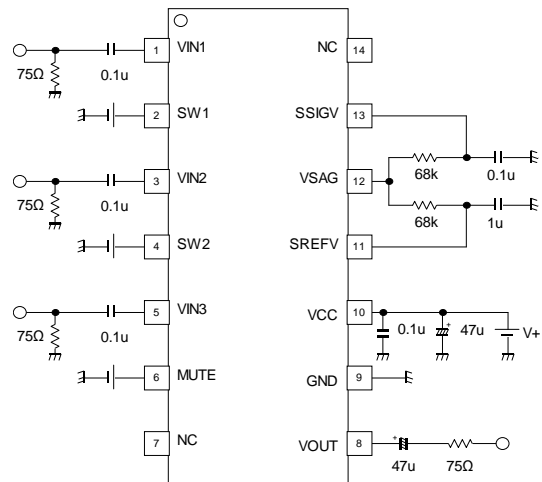 1 VIN1
75Ω
0.1u
2 SW1
3 VIN2
75Ω
0.1u
4 SW2
5 VIN3
75Ω
0.1u
6 MUTE
7 NC
NC 14
SSIGV 13
VSAG 12
68k
0.1u
68k
1u
SREFV 11
VCC 10
0.1u
+
47u
V+
GND 9
VOUT 8
+
47u
75Ω